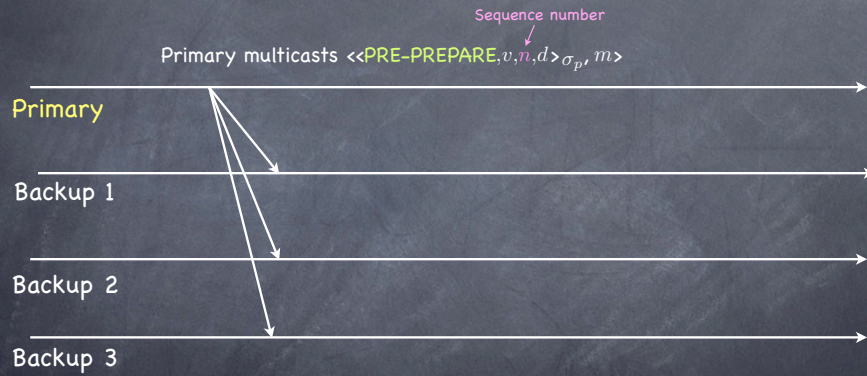 Sequence number
Primary multicasts <<PRE-PREPARE,v,n,d>σp, m>
Primary
Backup 1
Backup 2
Backup 3